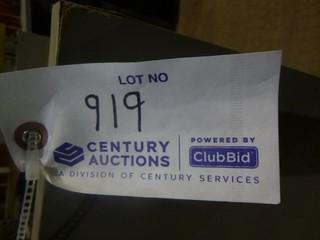 LOT NO
919
CENTURY AUCTIONS
POWERED BY
ClubBid
A DIVISION OF CENTURY SERVICES